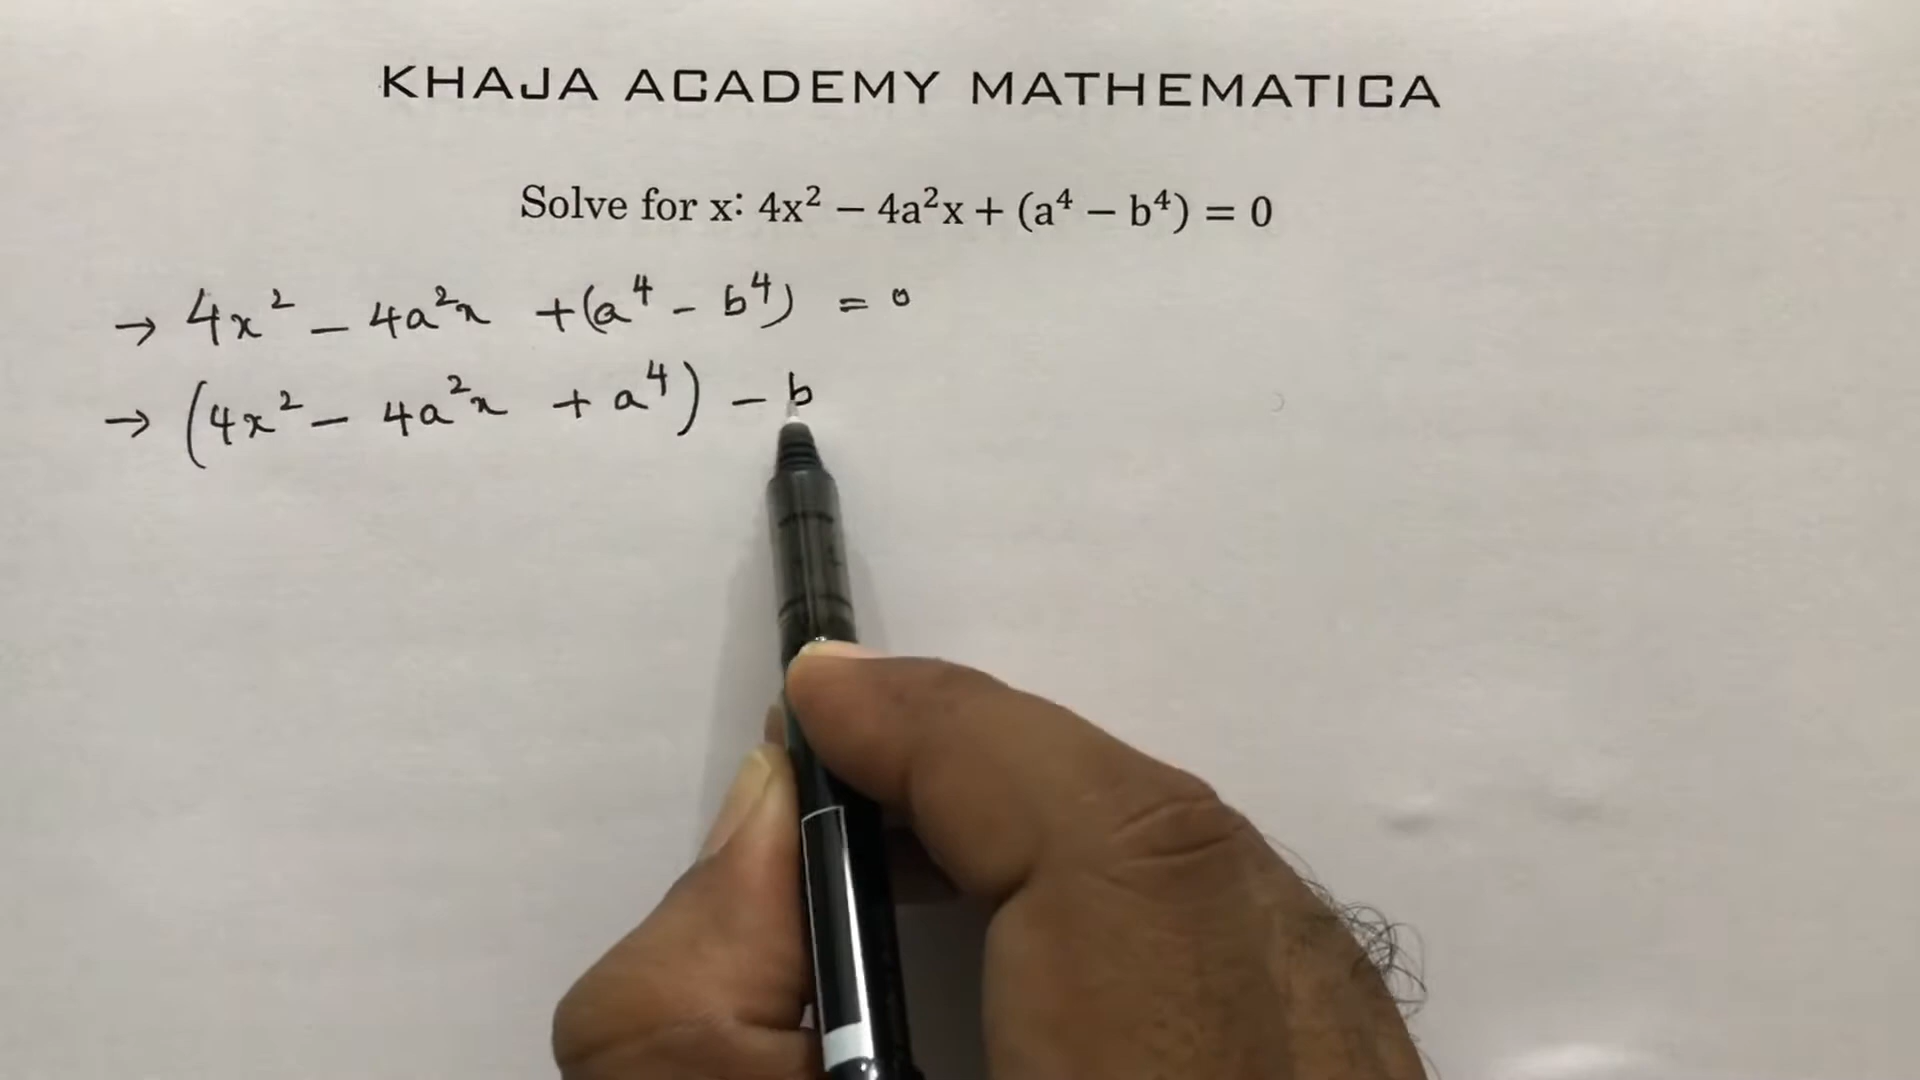 KHAJA ACADEMY MATHEMATICA
Solve for x: 4x² − 4a²x + (a⁴ − b⁴) = 0
→ 4x² − 4a²x + (a⁴ − b⁴) = 0
→ (4x² − 4a²x + a⁴) − b